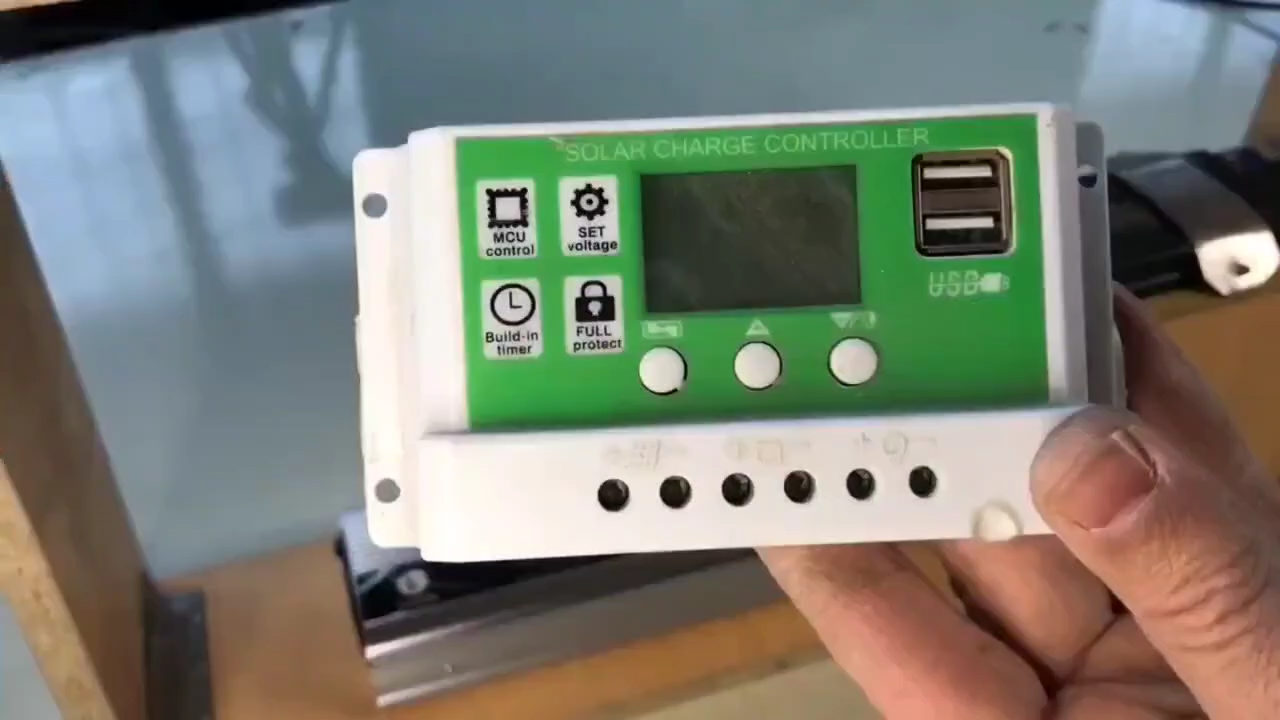 SOLAR CHARGE CONTROLLER
MCU
control
SET
voltage
Build-in
timer
FULL
protect
USB